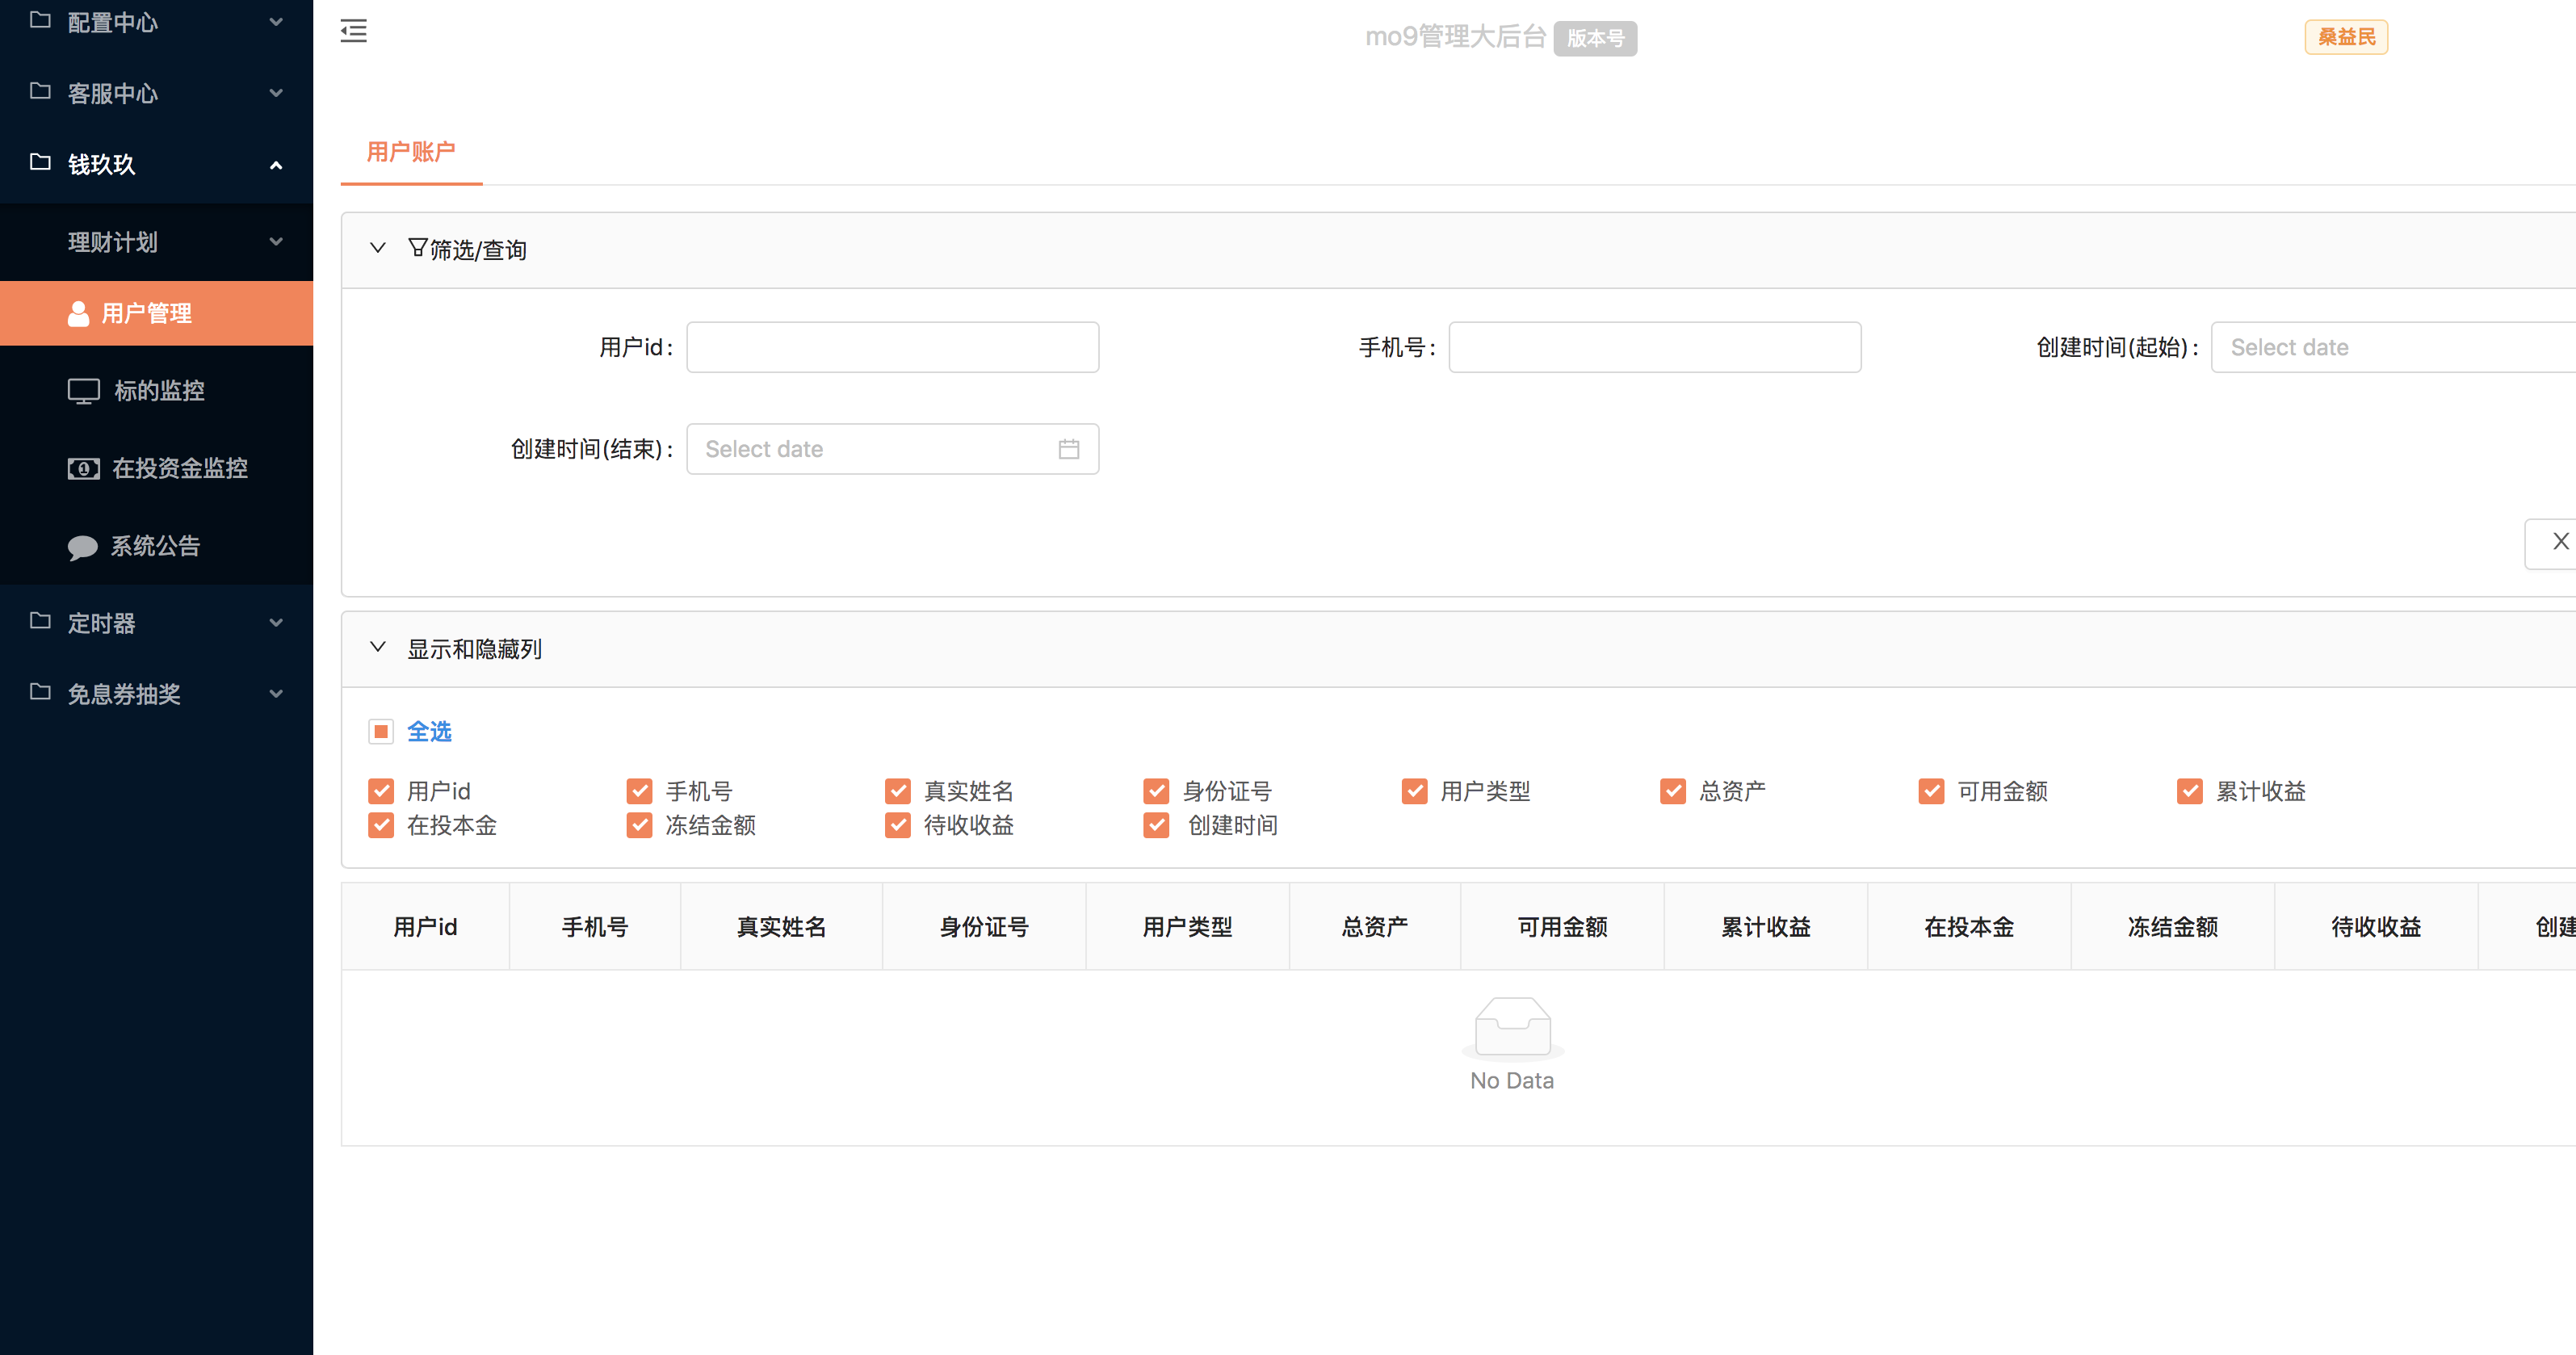 配置中心
客服中心
钱玖玖
理财计划
用户管理
标的监控
在投资金监控
系统公告
定时器
免息券抽奖
mo9管理大后台 版本号
桑益民
用户账户
筛选/查询
用户id:
手机号:
创建时间(起始): Select date
创建时间(结束): Select date
显示和隐藏列
全选
用户id 手机号 真实姓名 身份证号 用户类型 总资产 可用金额 累计收益
在投本金 冻结金额 待收收益 创建时间
用户id 手机号 真实姓名 身份证号 用户类型 总资产 可用金额 累计收益 在投本金 冻结金额 待收收益 创建
No Data